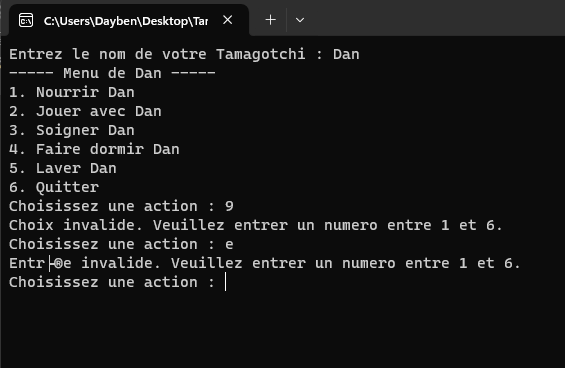 C:\Users\Dayben\Desktop\Tar
Entrez le nom de votre Tamagotchi : Dan
----- Menu de Dan -----
1. Nourrir Dan
2. Jouer avec Dan
3. Soigner Dan
4. Faire dormir Dan
5. Laver Dan
6. Quitter
Choisissez une action : 9
Choix invalide. Veuillez entrer un numero entre 1 et 6.
Choisissez une action : e
Entr├®e invalide. Veuillez entrer un numero entre 1 et 6.
Choisissez une action :